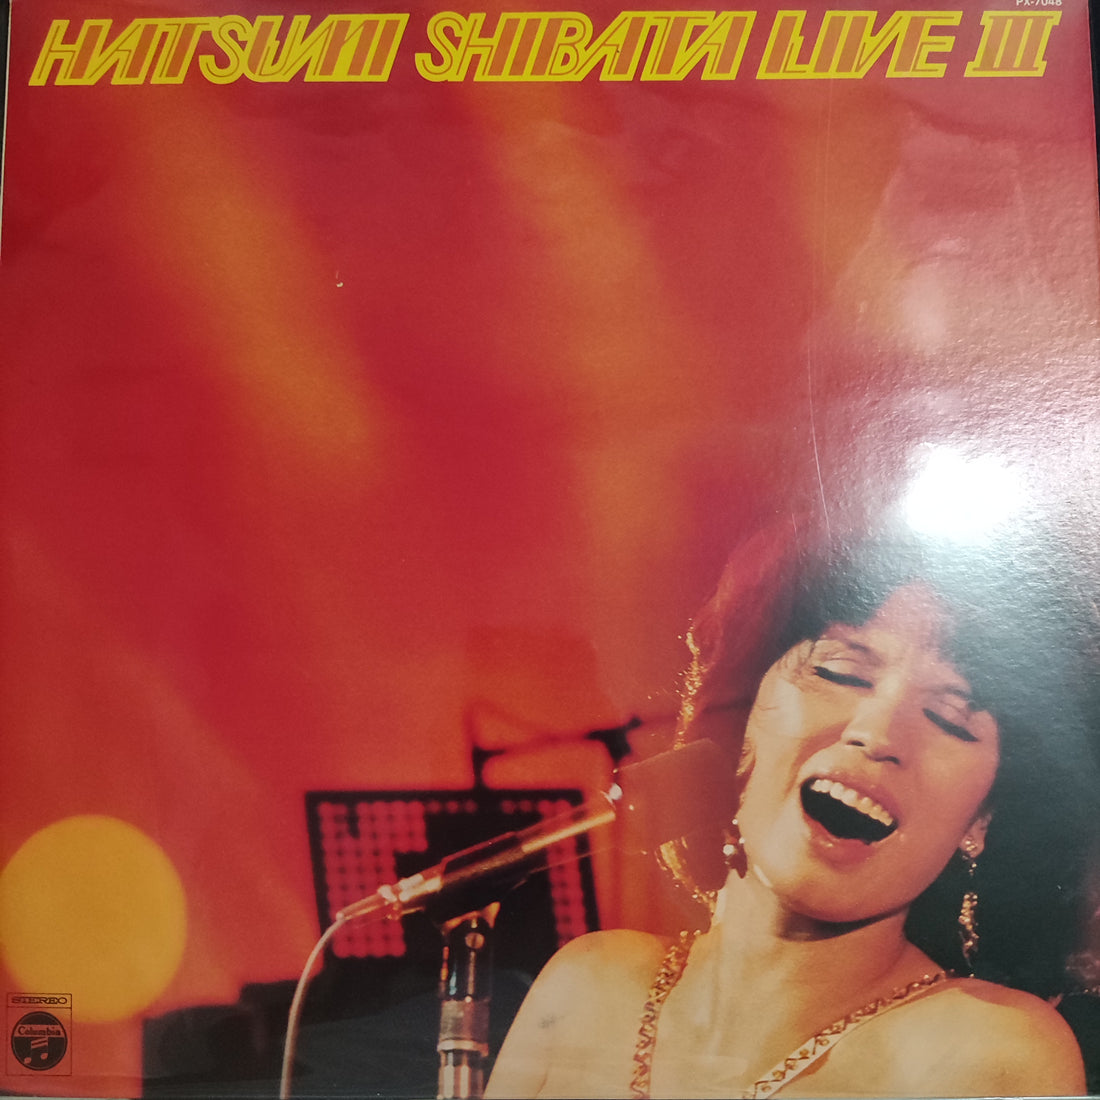 PX-7048
HATSUMI SHIBATA LIVE III
STEREO
Columbia